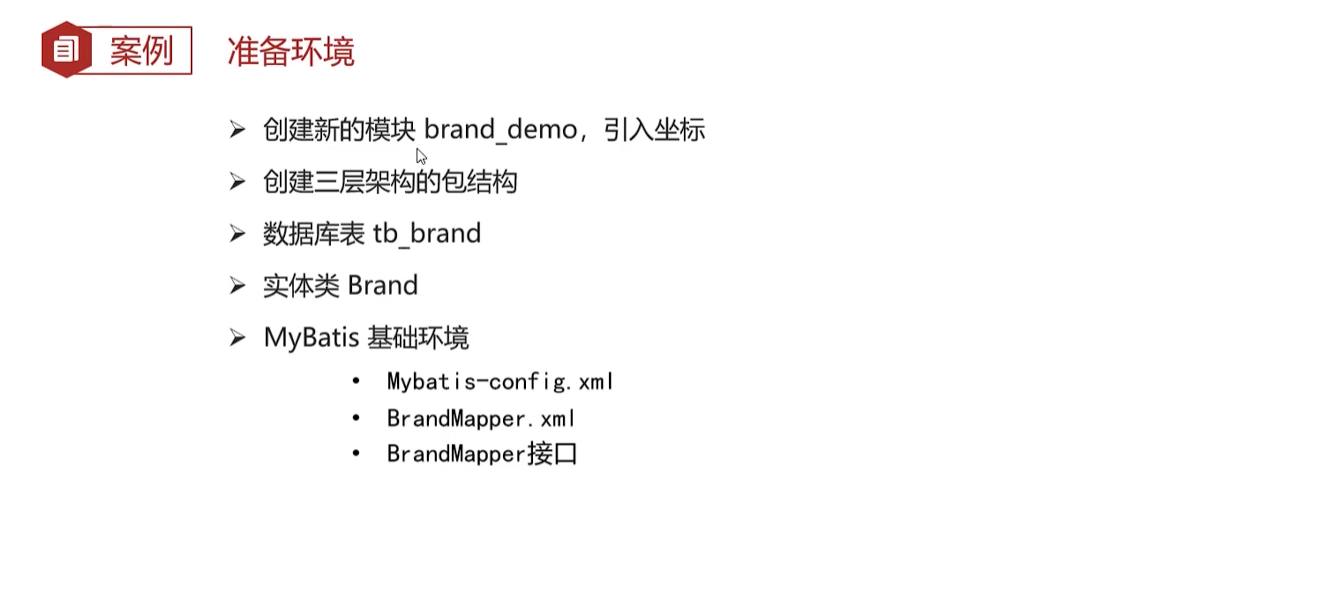 案例 准备环境
创建新的模块 brand_demo，引入坐标
创建三层架构的包结构
数据库表 tb_brand
实体类 Brand
MyBatis 基础环境
Mybatis-config.xml
BrandMapper.xml
BrandMapper接口